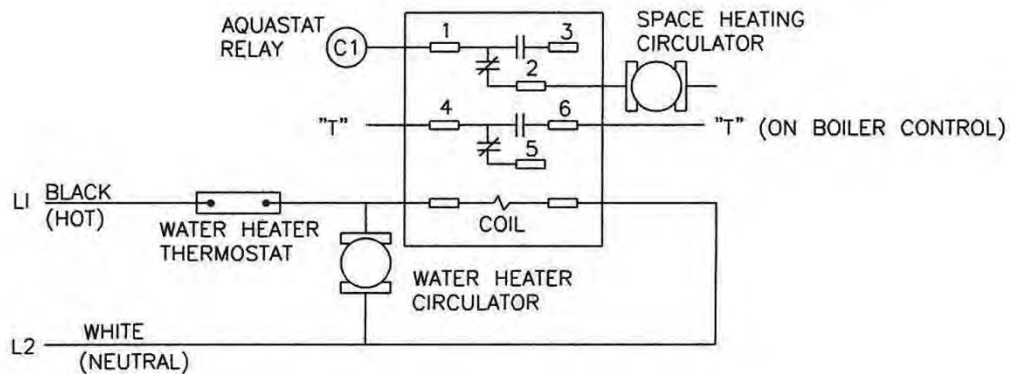 AQUASTAT
RELAY
C1
1
3
2
SPACE HEATING
CIRCULATOR
"T"
4
6
5
"T" (ON BOILER CONTROL)
L1
BLACK
(HOT)
WATER HEATER
THERMOSTAT
COIL
WATER HEATER
CIRCULATOR
L2
WHITE
(NEUTRAL)